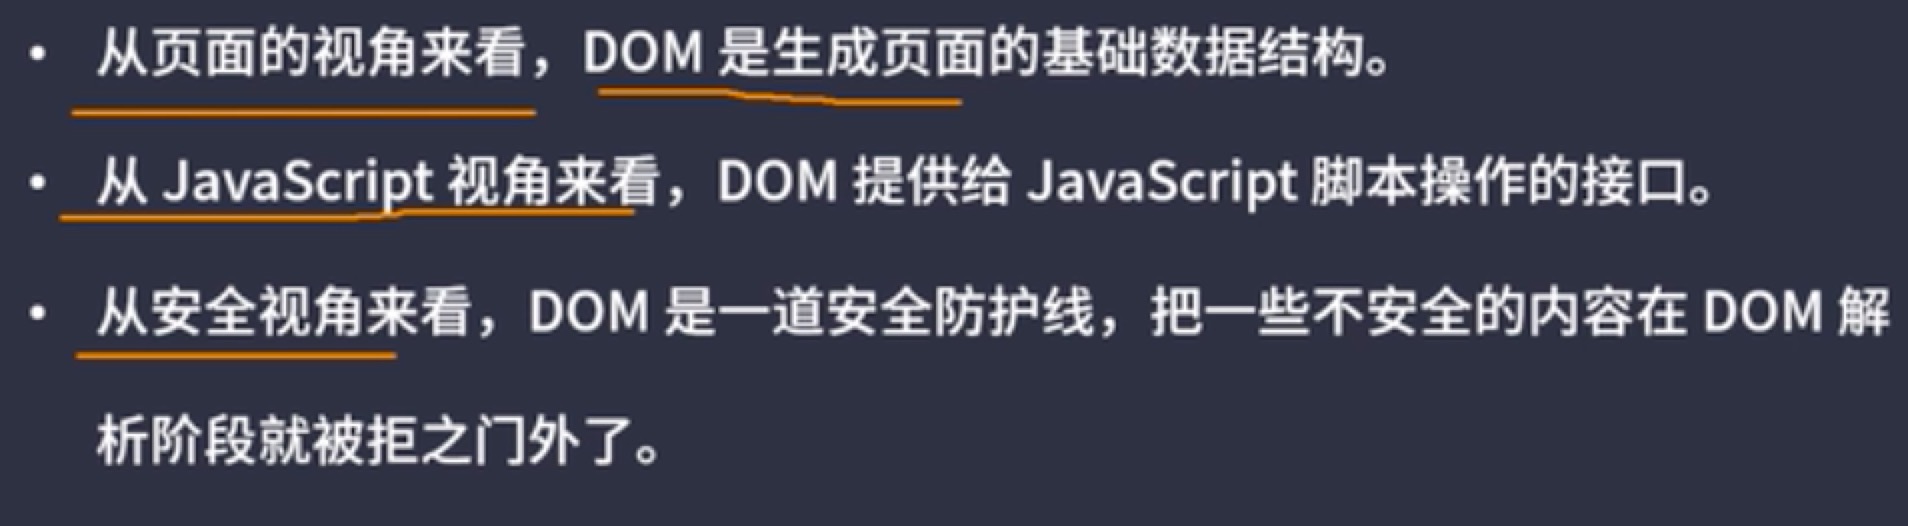 • 从页面的视角来看，DOM 是生成页面的基础数据结构。
• 从 JavaScript 视角来看，DOM 提供给 JavaScript 脚本操作的接口。
• 从安全视角来看，DOM 是一道安全防护线，把一些不安全的内容在 DOM 解
析阶段就被拒之门外了。